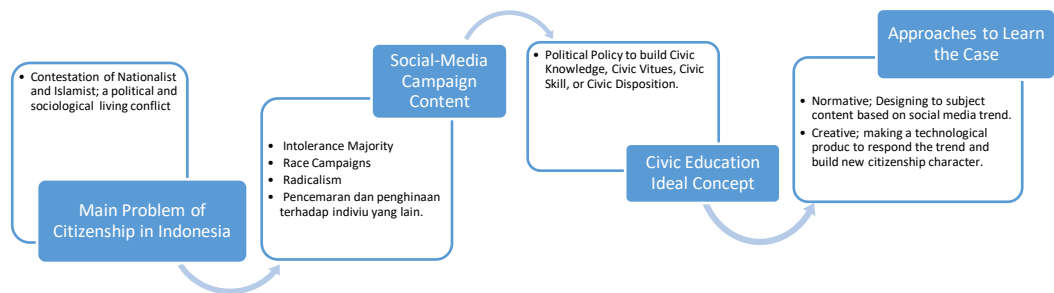 • Contestation of Nationalist
and Islamist; a political and
sociological living conflict
Main Problem of
Citizenship in Indonesia
Social-Media
Campaign
Content
• Intolerance Majority
• Race Campaigns
• Radicalism
• Pencemaran dan penghinaan
terhadap indiviu yang lain.
• Political Policy to build Civic
Knowledge, Civic Vitues, Civic
Skill, or Civic Disposition.
Civic Education
Ideal Concept
Approaches to Learn
the Case
• Normative; Designing to subject
content based on social media trend.
• Creative; making a technological
produc to respond the trend and
build new citizenship character.